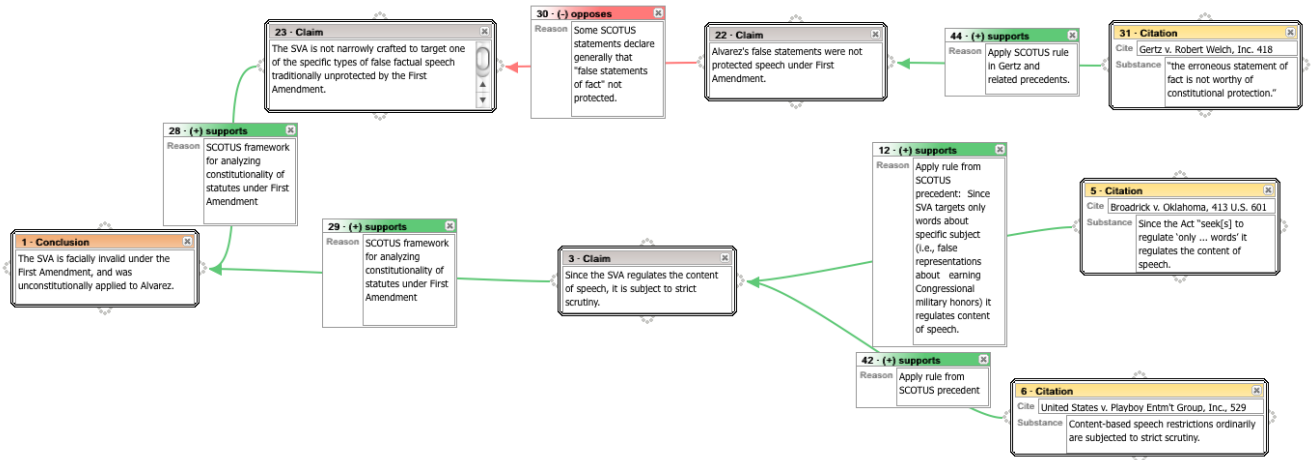 23 · Claim
The SVA is not narrowly crafted to target one
of the specific types of false factual speech
traditionally unprotected by the First
Amendment.
30 · (-) opposes
Reason
Some SCOTUS
statements declare
generally that
"false statements
of fact" not
protected.
22 · Claim
Alvarez's false statements were not
protected speech under First
Amendment.
44 · (+) supports
Reason
Apply SCOTUS rule
in Gertz and
related precedents.
31 · Citation
Cite
Gertz v. Robert Welch, Inc. 418
Substance
"the erroneous statement of
fact is not worthy of
constitutional protection."
28 · (+) supports
Reason
SCOTUS framework
for analyzing
constitutionality of
statutes under First
Amendment
12 · (+) supports
Reason
Apply rule from
SCOTUS
precedent: Since
SVA targets only
words about
specific subject
(i.e., false
representations
about earning
Congressional
military honors) it
regulates content
of speech.
5 · Citation
Cite
Broadrick v. Oklahoma, 413 U.S. 601
Substance
Since the Act "seek[s] to
regulate 'only ... words' it
regulates the content of
speech.
1 · Conclusion
The SVA is facially invalid under the
First Amendment, and was
unconstitutionally applied to Alvarez.
29 · (+) supports
Reason
SCOTUS framework
for analyzing
constitutionality of
statutes under First
Amendment
3 · Claim
Since the SVA regulates the content
of speech, it is subject to strict
scrutiny.
42 · (+) supports
Reason
Apply rule from
SCOTUS precedent
6 · Citation
Cite
United States v. Playboy Entm't Group, Inc., 529
Substance
Content-based speech restrictions ordinarily
are subjected to strict scrutiny.